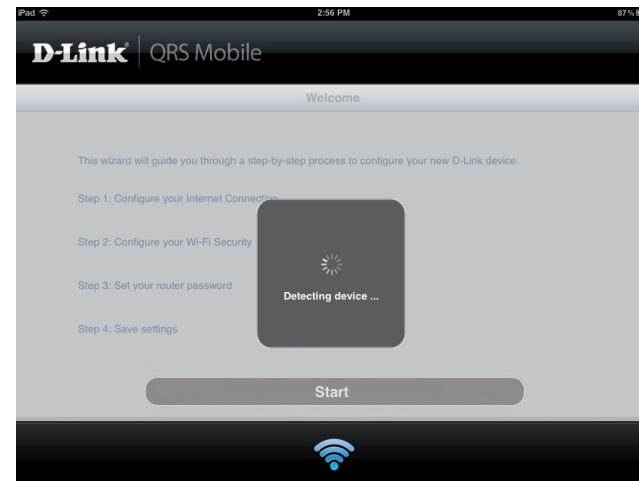 iPad 2:56 PM 87%
D-Link QRS Mobile
Welcome
This wizard will guide you through a step-by-step process to configure your new D-Link device.
Step 1: Configure your Internet Connection
Step 2: Configure your Wi-Fi Security
Step 3: Set your router password
Detecting device ...
Step 4: Save settings
Start